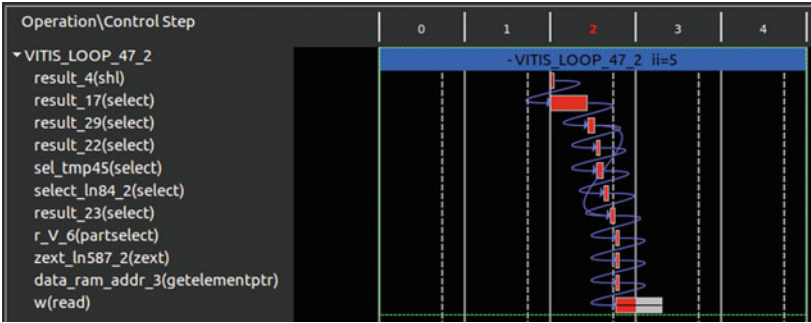 Operation\Control Step 0 1 2 3 4
▾VITIS_LOOP_47_2
-VITIS_LOOP_47_2 ii=5
result_4(shl)
result_17(select)
result_29(select)
result_22(select)
sel_tmp45(select)
select_ln84_2(select)
result_23(select)
r_V_6(partselect)
zext_ln587_2(zext)
data_ram_addr_3(getelementptr)
w(read)